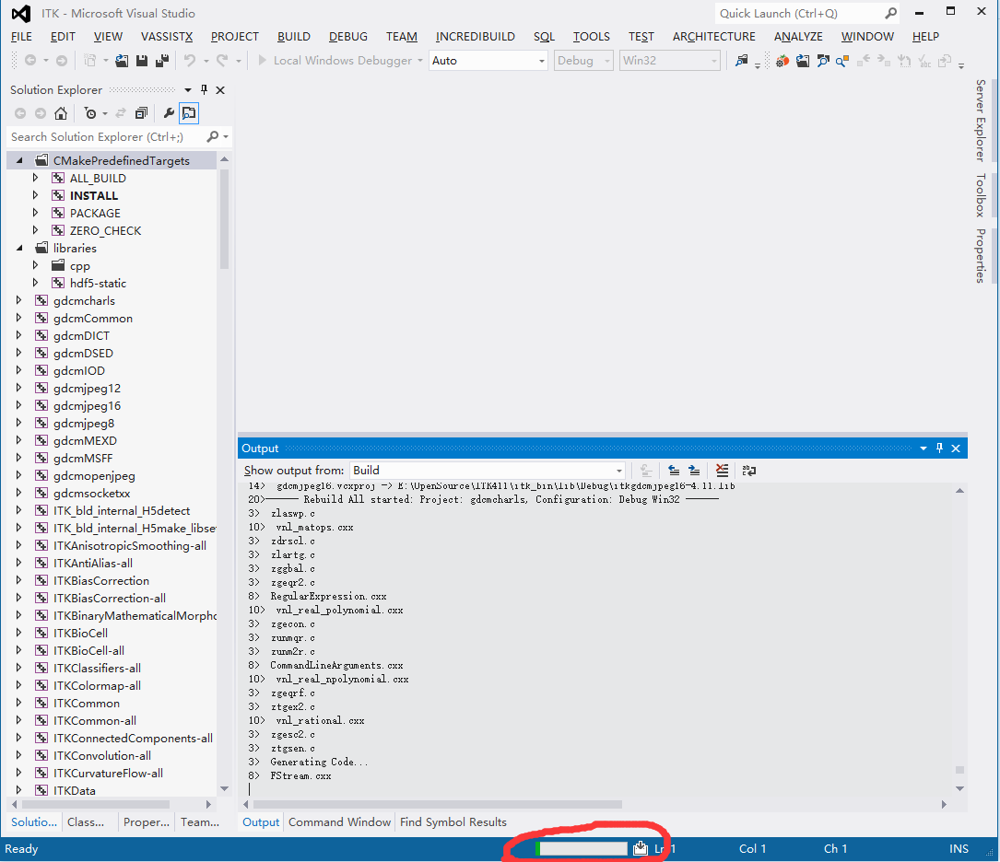 ITK - Microsoft Visual Studio
Quick Launch (Ctrl+Q)
FILE EDIT VIEW VASSISTX PROJECT BUILD DEBUG TEAM INCREDIBUILD SQL TOOLS TEST ARCHITECTURE ANALYZE WINDOW HELP
Local Windows Debugger Auto Debug Win32
Solution Explorer
Search Solution Explorer (Ctrl+;)
CMakePredefinedTargets
ALL_BUILD
INSTALL
PACKAGE
ZERO_CHECK
libraries
cpp
hdf5-static
gdcmcharls
gdcmCommon
gdcmDICT
gdcmDSED
gdcmIOD
gdcmjpeg12
gdcmjpeg16
gdcmjpeg8
gdcmMEXD
gdcmMSFF
gdcmopenjpeg
gdcmsocketxx
ITK_bld_internal_H5detect
ITK_bld_internal_H5make_libse
ITKAnisotropicSmoothing-all
ITKAntiAlias-all
ITKBiasCorrection
ITKBiasCorrection-all
ITKBinaryMathematicalMorpho
ITKBioCell
ITKBioCell-all
ITKClassifiers-all
ITKColormap-all
ITKCommon
ITKCommon-all
ITKConnectedComponents-all
ITKConvolution-all
ITKCurvatureFlow-all
ITKData
Solutio... Class... Proper... Team...
Output
Show output from: Build
14> gdcmjpeg16.vcxproj -> E:\OpenSource\ITK411\itk_bin\lib\Debug\itkgdcmjpeg16-4.11.lib
20>------ Rebuild All started: Project: gdcmcharls, Configuration: Debug Win32 ------
3> zlaswp.c
10> vnl_matops.cxx
3> zdrscl.c
3> zlartg.c
3> zggbal.c
3> zgeqr2.c
8> RegularExpression.cxx
10> vnl_real_polynomial.cxx
3> zgecon.c
3> zunmqr.c
3> zunm2r.c
8> CommandLineArguments.cxx
10> vnl_real_npolynomial.cxx
3> zgeqrf.c
3> ztgex2.c
10> vnl_rational.cxx
3> zgesc2.c
3> ztgsen.c
3> Generating Code...
8> FStream.cxx
Output Command Window Find Symbol Results
Server Explorer
Toolbox
Properties
Ready Ln 1 Col 1 Ch 1 INS